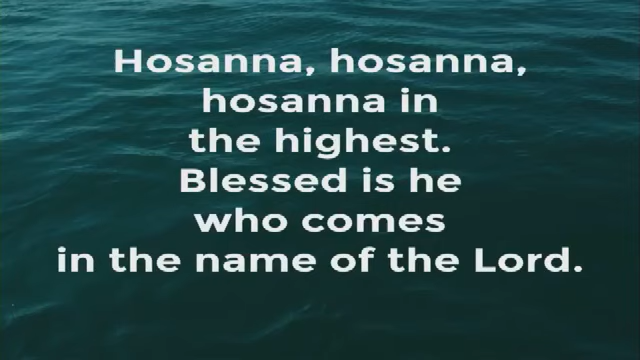 Hosanna, hosanna,
hosanna in
the highest.
Blessed is he
who comes
in the name of the Lord.